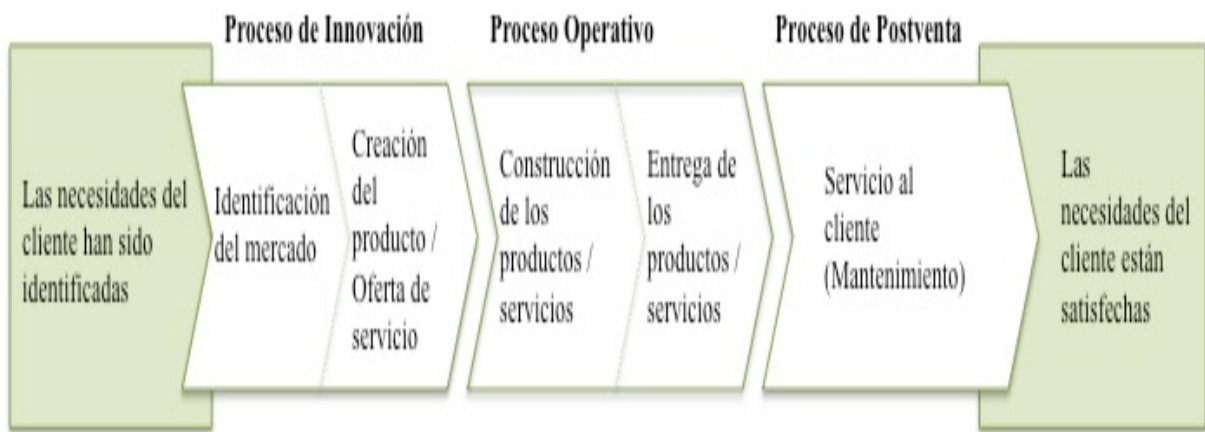 Proceso de Innovación
Proceso Operativo
Proceso de Postventa
Las necesidades del
cliente han sido
identificadas
Identificación
del mercado
Creación
del
producto /
Oferta de
servicio
Construcción
de los
productos /
servicios
Entrega de
los
productos /
servicios
Servicio al
cliente
(Mantenimiento)
Las
necesidades del
cliente están
satisfechas